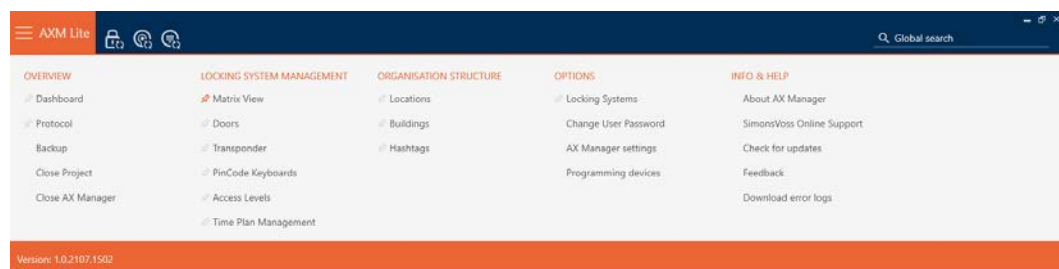 AXM Lite
Global search
OVERVIEW
Dashboard
Protocol
Backup
Close Project
Close AX Manager
LOCKING SYSTEM MANAGEMENT
Matrix View
Doors
Transponder
PinCode Keyboards
Access Levels
Time Plan Management
ORGANISATION STRUCTURE
Locations
Buildings
Hashtags
OPTIONS
Locking Systems
Change User Password
AX Manager settings
Programming devices
INFO & HELP
About AX Manager
SimonsVoss Online Support
Check for updates
Feedback
Download error logs
Version: 1.0.2107.1502